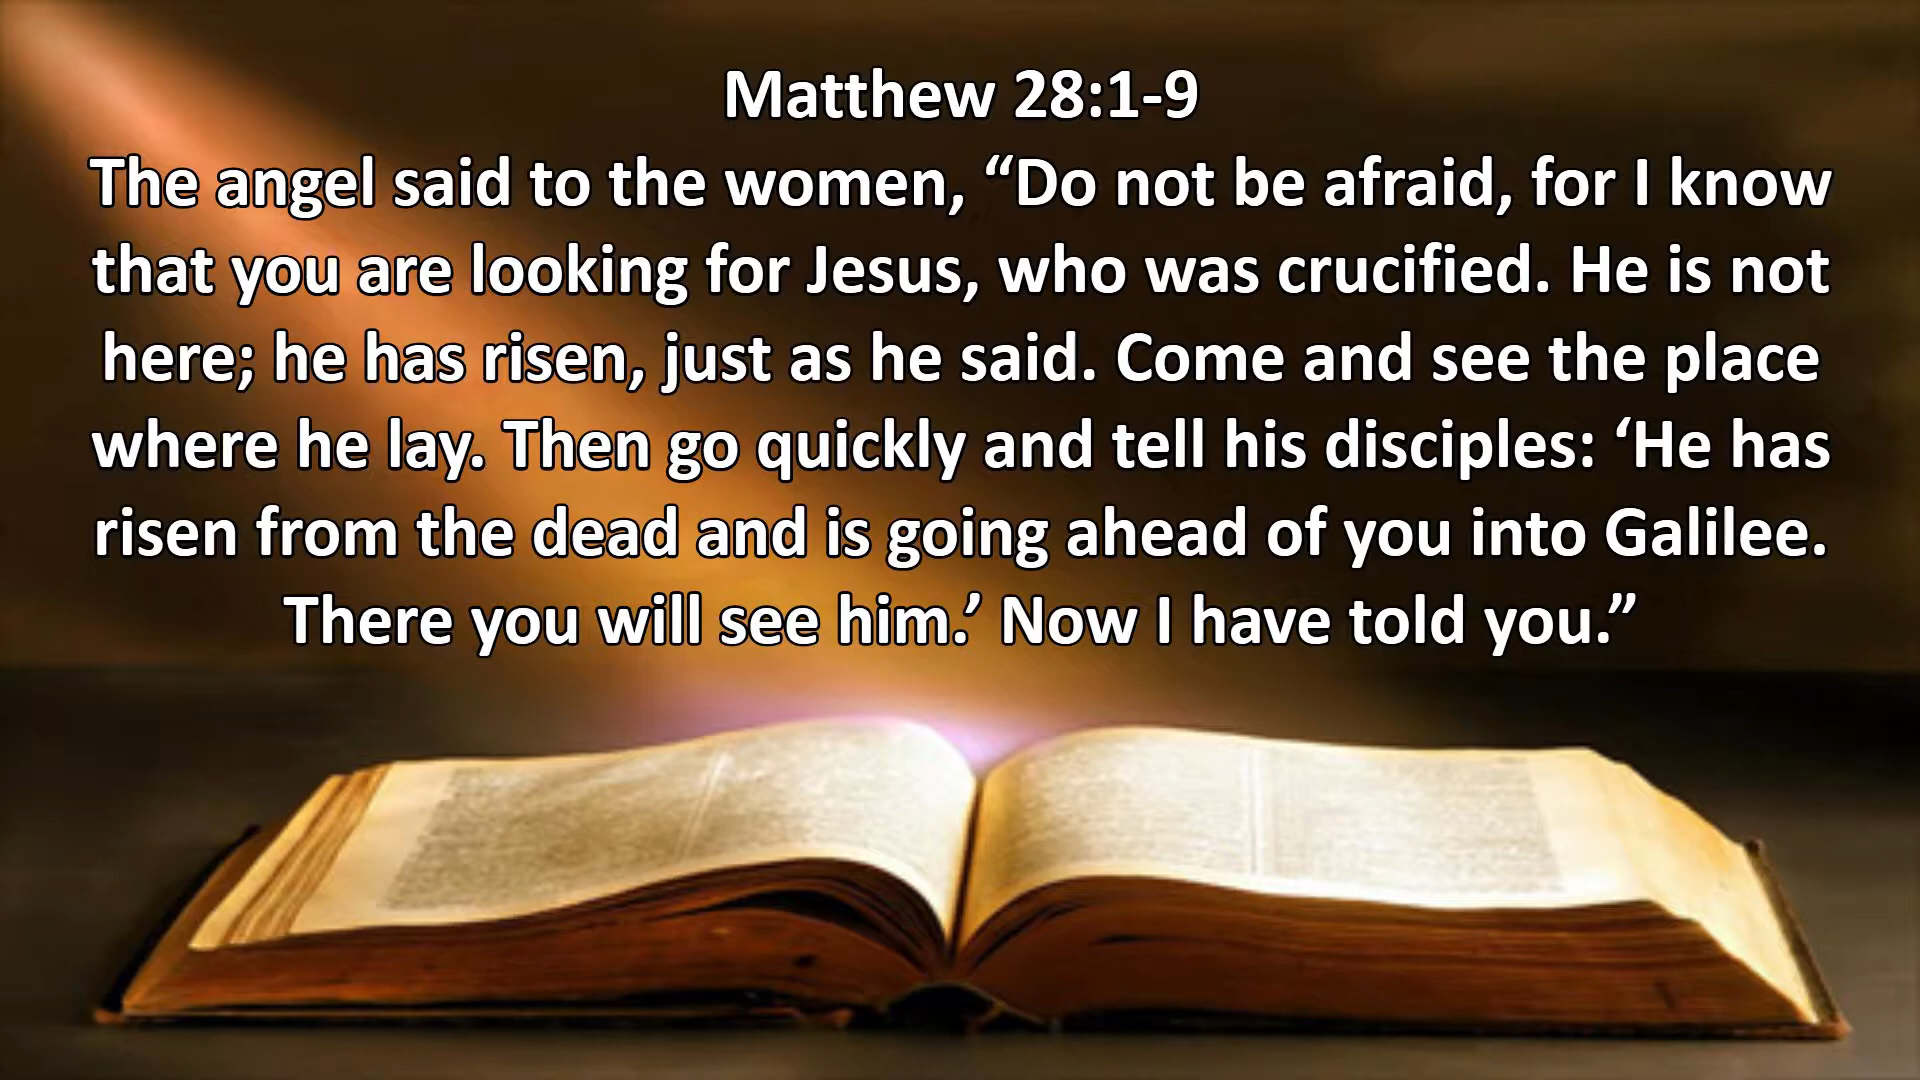 Matthew 28:1-9
The angel said to the women, “Do not be afraid, for I know
that you are looking for Jesus, who was crucified. He is not
here; he has risen, just as he said. Come and see the place
where he lay. Then go quickly and tell his disciples: ‘He has
risen from the dead and is going ahead of you into Galilee.
There you will see him.’ Now I have told you.”